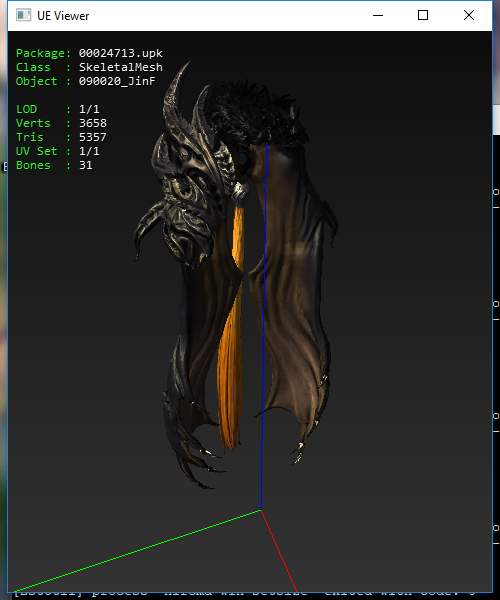 UE Viewer
Package: 00024713.upk
Class  : SkeletalMesh
Object : 090020_JinF
LOD    : 1/1
Verts  : 3658
Tris   : 5357
UV Set : 1/1
Bones  : 31